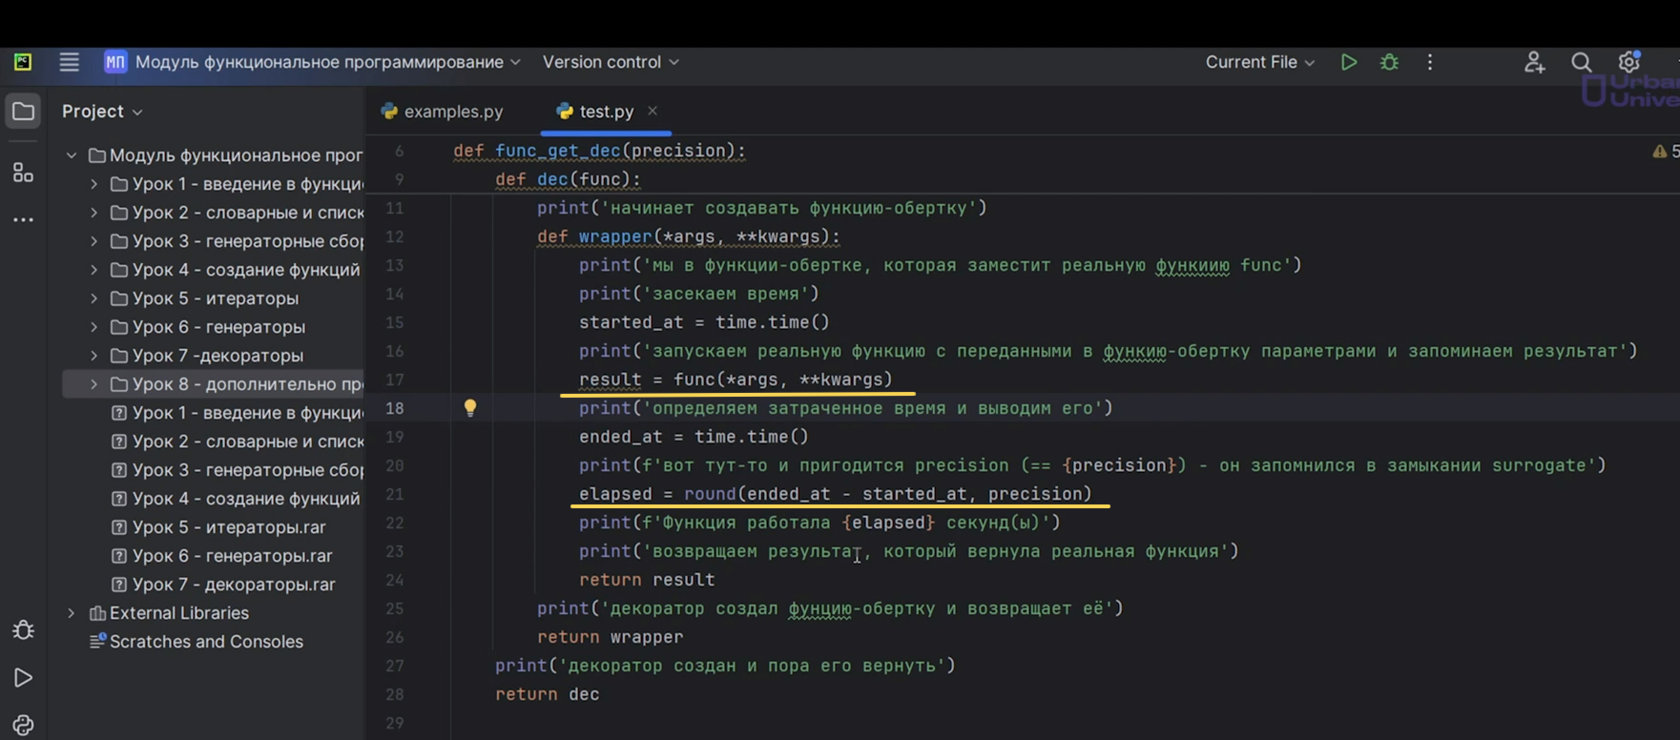 PC
МП Модуль функциональное программирование Version control Current File
Urba
Unive
Project
examples.py test.py
Модуль функциональное прог
Урок 1 - введение в функци
Урок 2 - словарные и списк
Урок 3 - генераторные сбор
Урок 4 - создание функций
Урок 5 - итераторы
Урок 6 - генераторы
Урок 7 -декораторы
Урок 8 - дополнительно пр
Урок 1 - введение в функци
Урок 2 - словарные и списк
Урок 3 - генераторные сбор
Урок 4 - создание функций
Урок 5 - итераторы.rar
Урок 6 - генераторы.rar
Урок 7 - декораторы.rar
External Libraries
Scratches and Consoles
6 def func_get_dec(precision): 5
9 def dec(func):
11 print('начинает создавать функцию-обертку')
12 def wrapper(*args, **kwargs):
13 print('мы в функции-обертке, которая заместит реальную функиию func')
14 print('засекаем время')
15 started_at = time.time()
16 print('запускаем реальную функцию с переданными в функию-обертку параметрами и запоминаем результат')
17 result = func(*args, **kwargs)
18 print('определяем затраченное время и выводим его')
19 ended_at = time.time()
20 print(f'вот тут-то и пригодится precision (== {precision}) - он запомнился в замыкании surrogate')
21 elapsed = round(ended_at - started_at, precision)
22 print(f'Функция работала {elapsed} секунд(ы)')
23 print('возвращаем результат, который вернула реальная функция')
24 return result
25 print('декоратор создал фунцию-обертку и возвращает её')
26 return wrapper
27 print('декоратор создан и пора его вернуть')
28 return dec
29